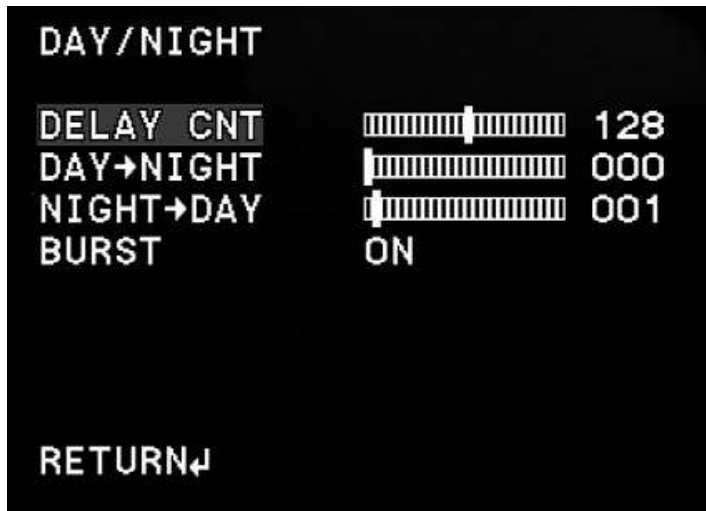 DAY/NIGHT
DELAY CNT 128
DAY→NIGHT 000
NIGHT→DAY 001
BURST ON
RETURN↵